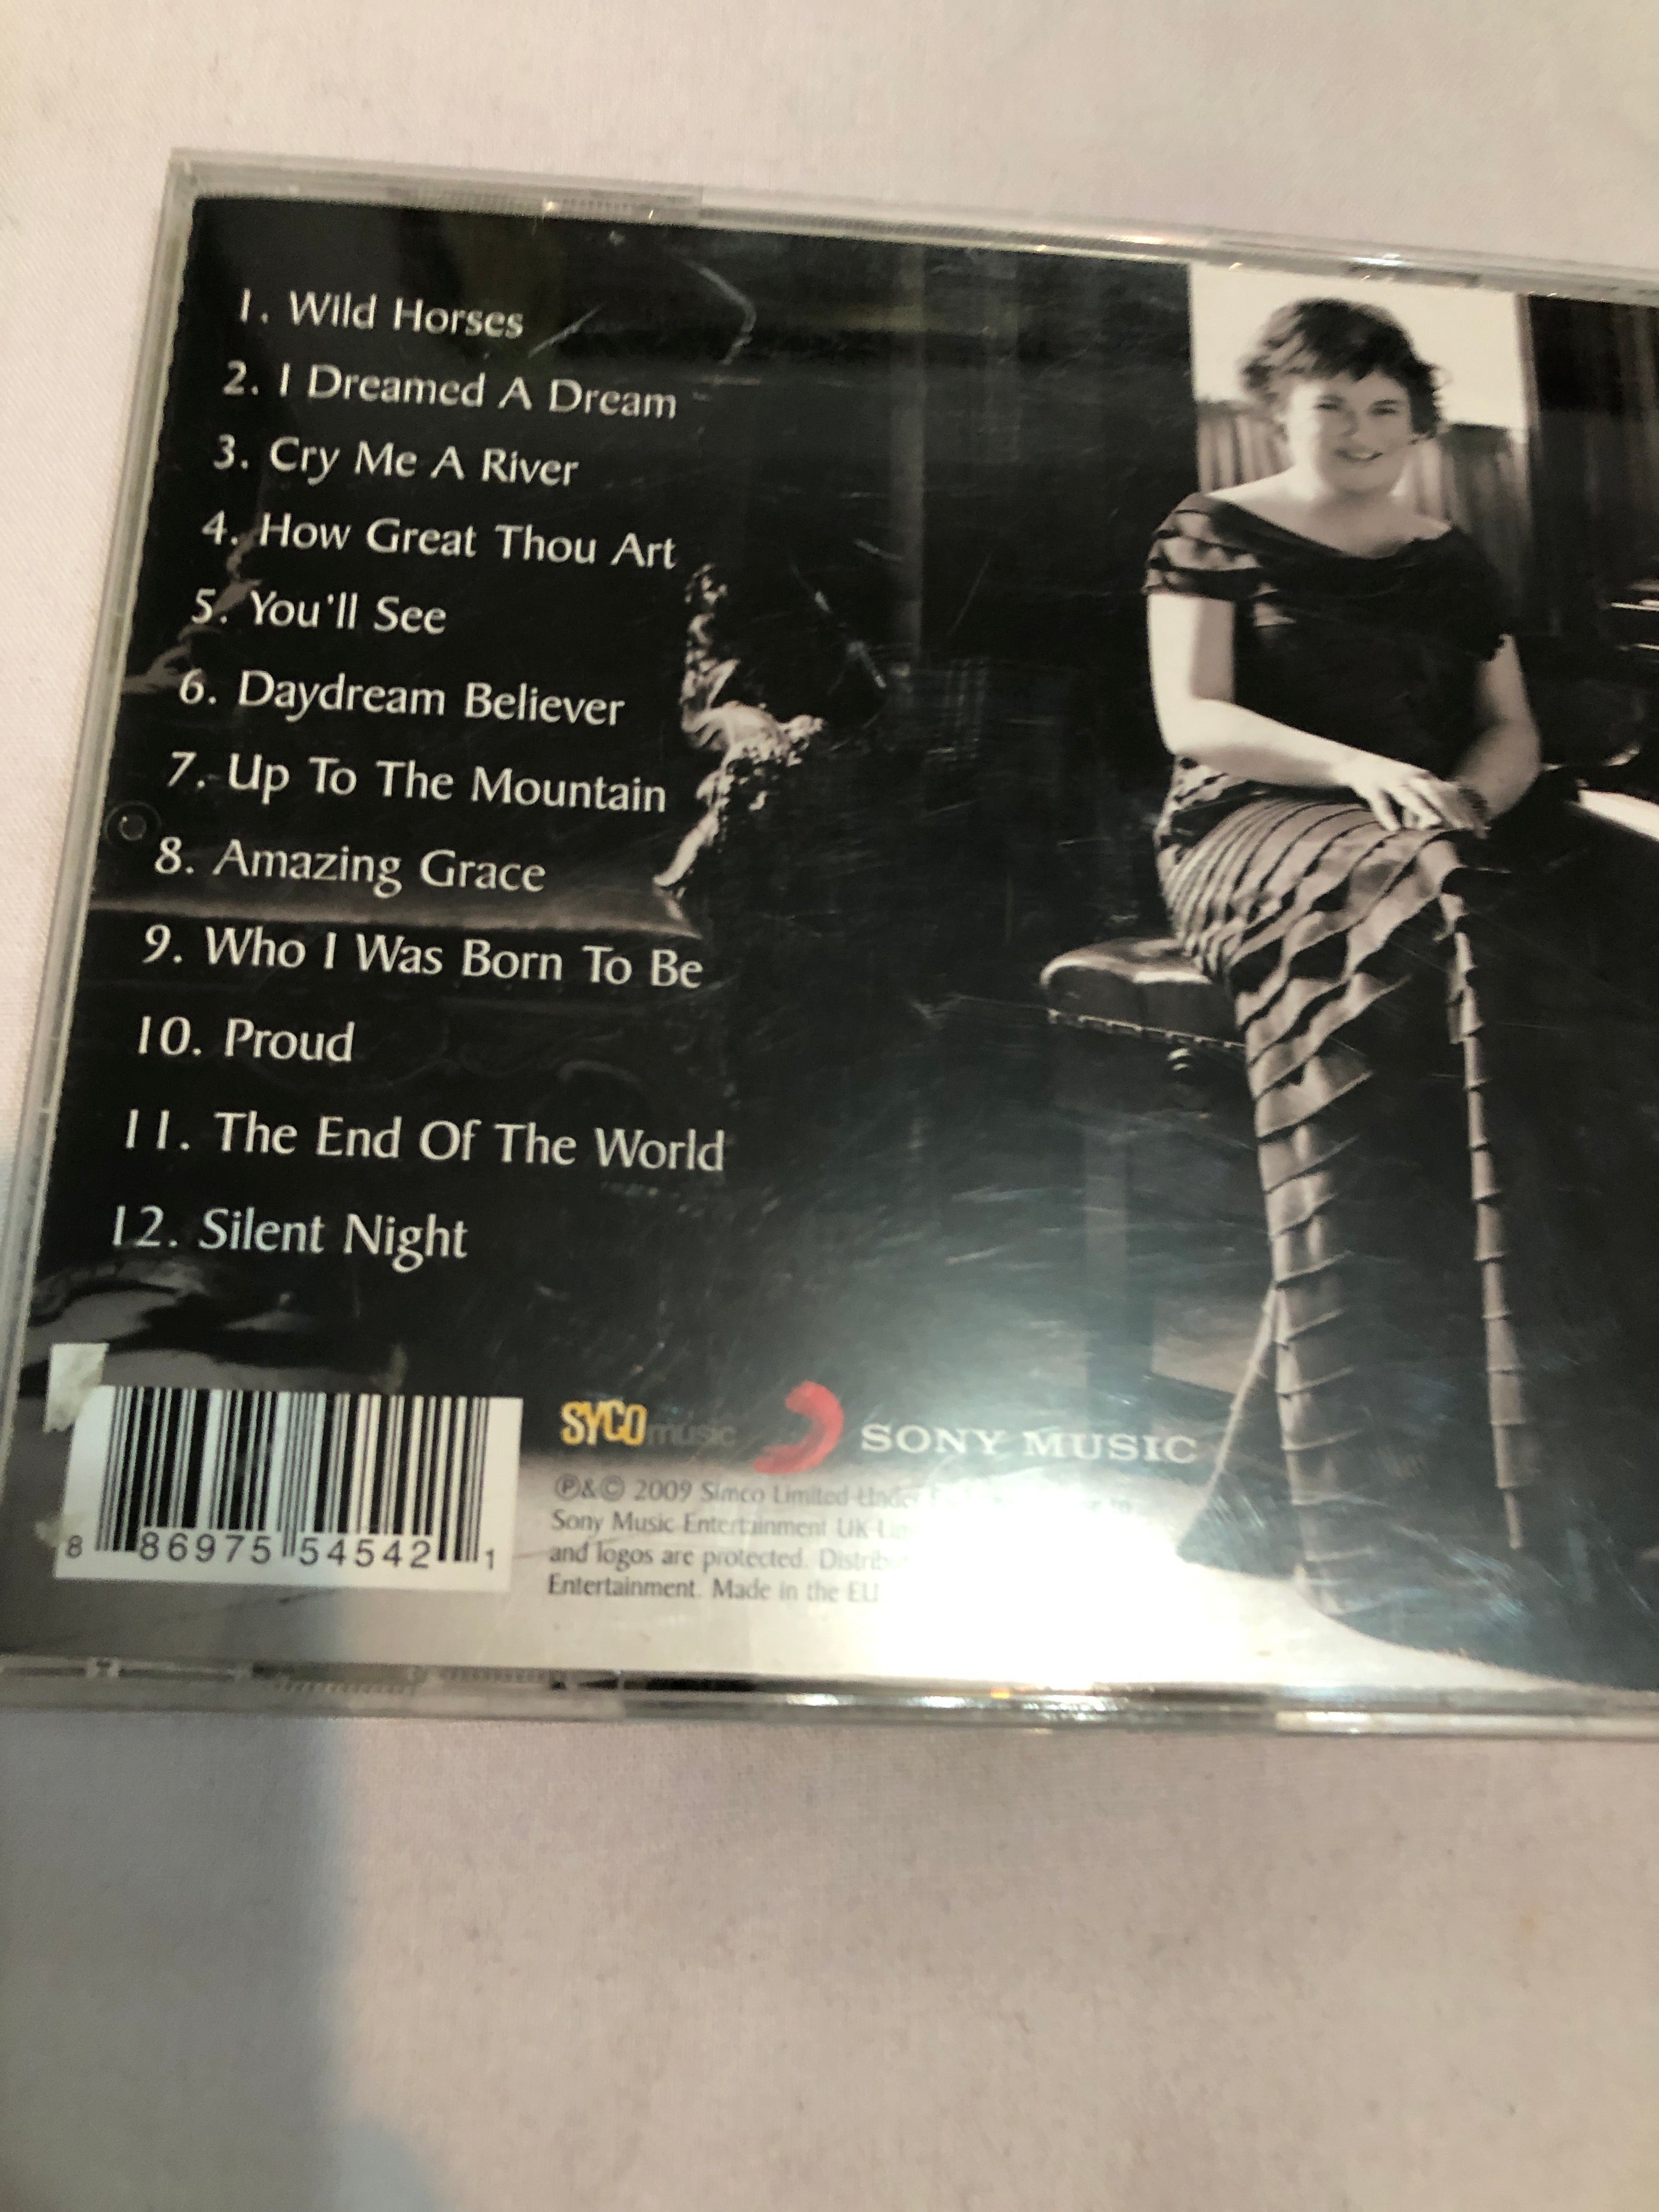 1. Wild Horses
2. I Dreamed A Dream
3. Cry Me A River
4. How Great Thou Art
5. You'll See
6. Daydream Believer
7. Up To The Mountain
8. Amazing Grace
9. Who I Was Born To Be
10. Proud
11. The End Of The World
12. Silent Night
SYCOmusic
SONY MUSIC
℗&© 2009 Simco Limited Under
Sony Music Entertainment UK
and logos are protected.
Entertainment. Made in the EU
8 86975 54542 1